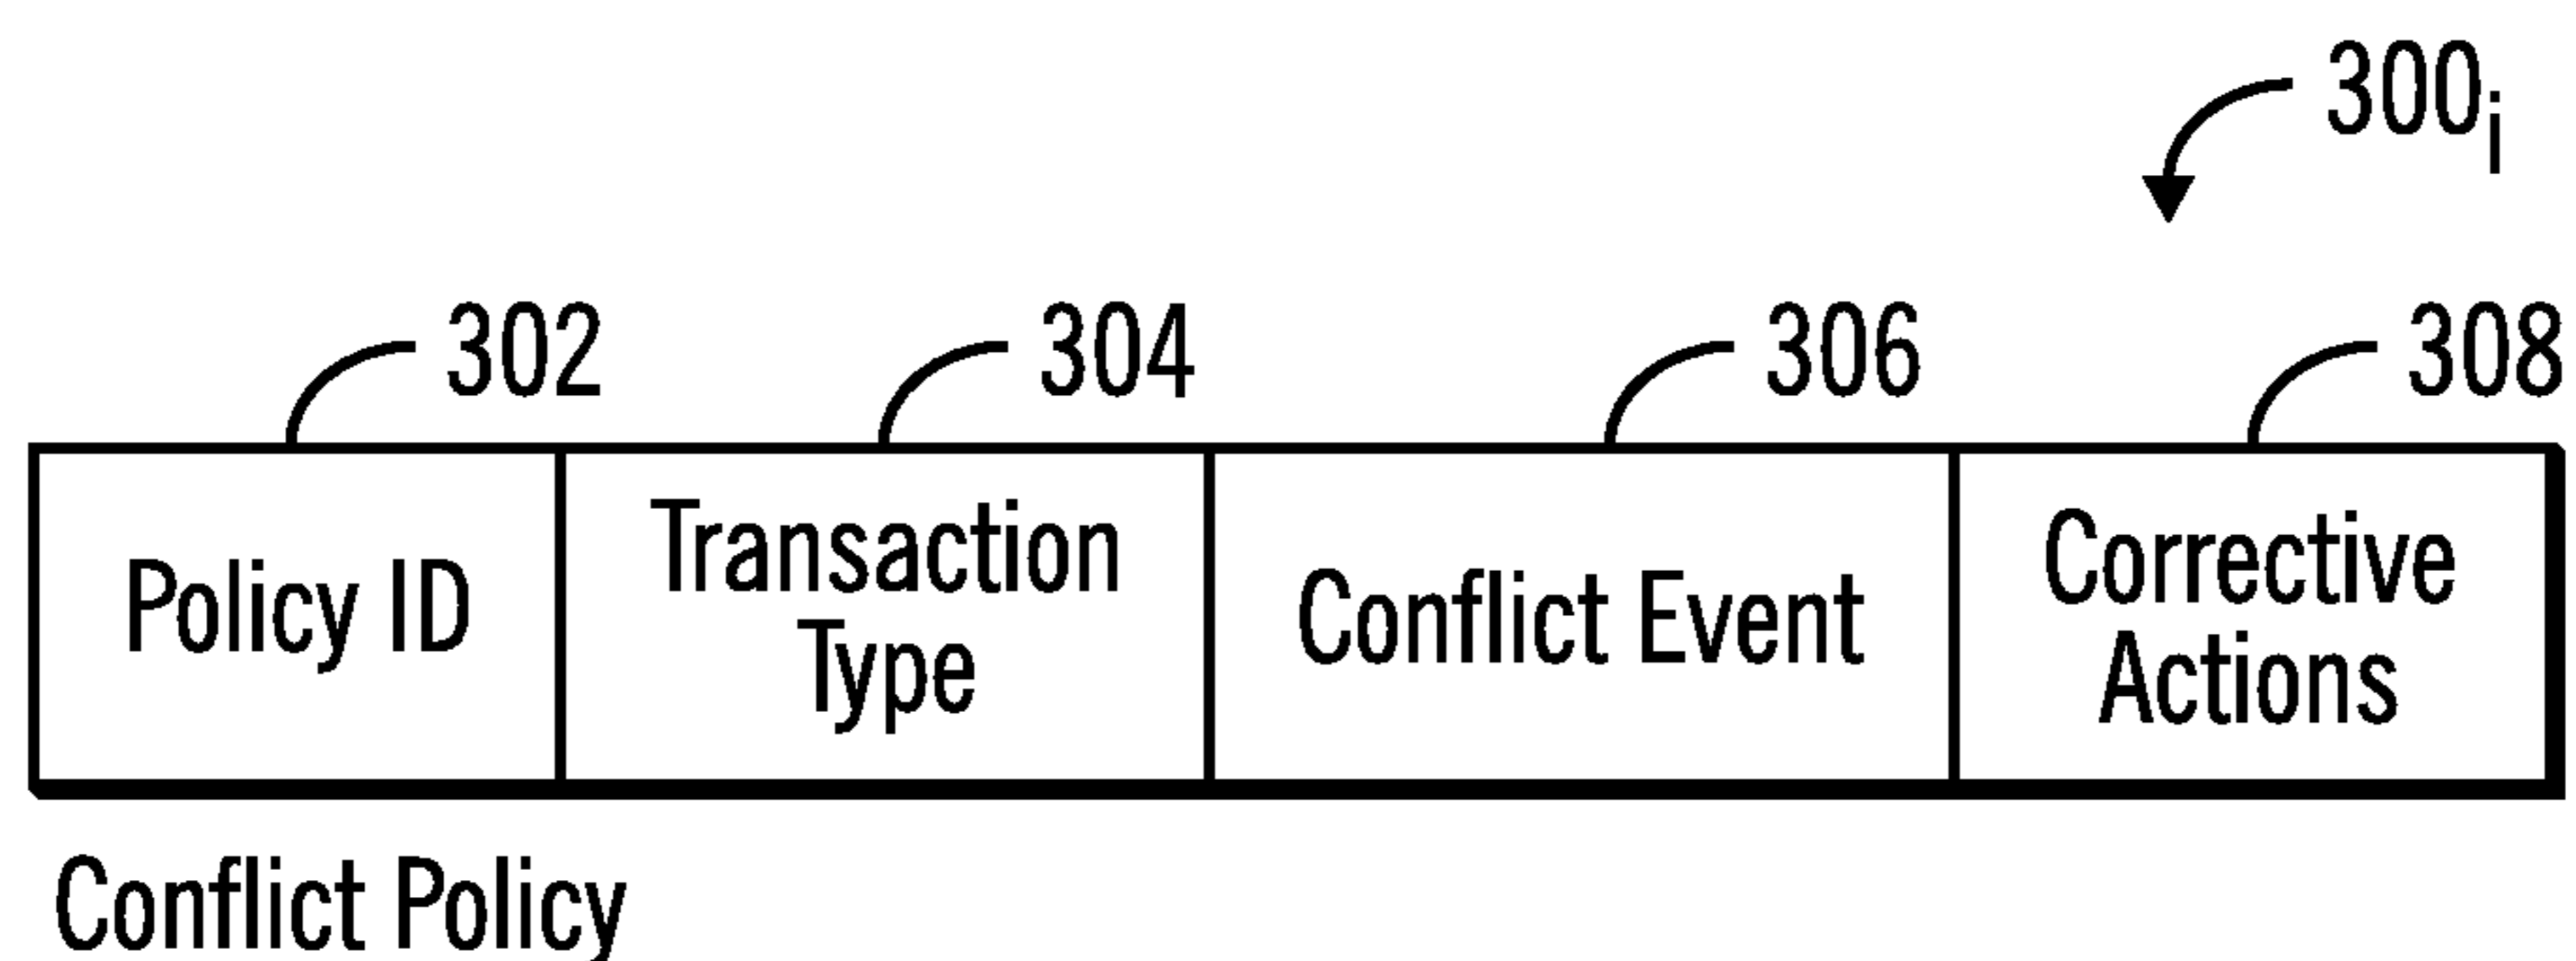 300i
302
304
306
308
Policy ID
Transaction
Type
Conflict Event
Corrective
Actions
Conflict Policy